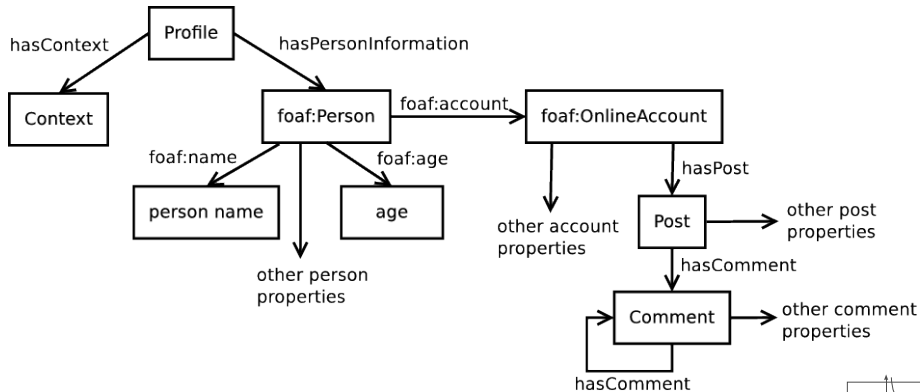 Profile
hasContext
hasPersonInformation
Context
foaf:Person
foaf:account
foaf:OnlineAccount
foaf:name
foaf:age
hasPost
person name
age
Post
other post
properties
other account
properties
other person
properties
hasComment
Comment
other comment
properties
hasComment